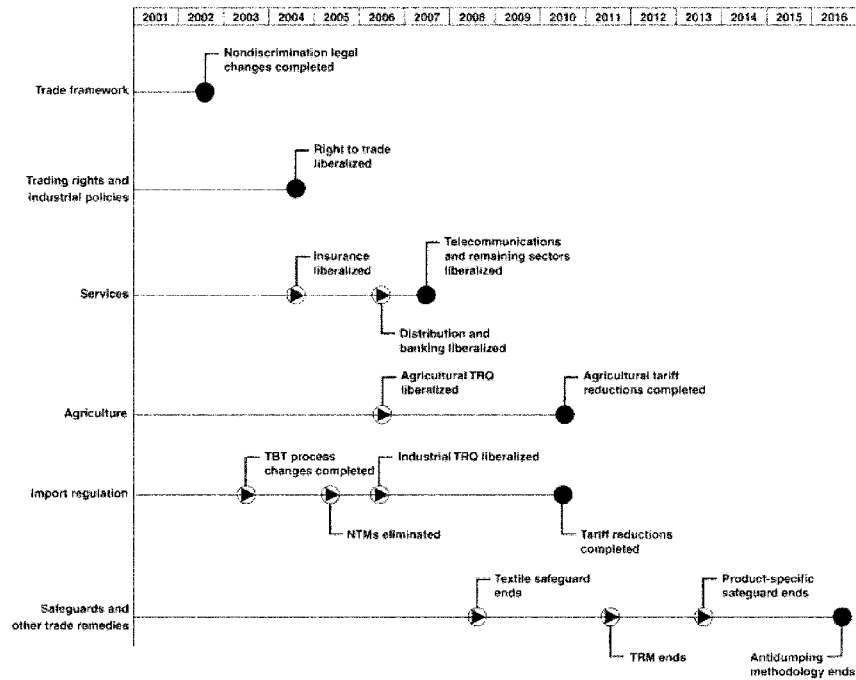 2001 2002 2003 2004 2005 2006 2007 2008 2009 2010 2011 2012 2013 2014 2015 2016
Nondiscrimination legal
changes completed
Trade framework
Right to trade
liberalized
Trading rights and
industrial policies
Insurance
liberalized
Telecommunications
and remaining sectors
liberalized
Services
Distribution and
banking liberalized
Agricultural TRQ
liberalized
Agricultural tariff
reductions completed
Agriculture
TBT process
changes completed
Industrial TRQ liberalized
Import regulation
NTMs eliminated
Tariff reductions
completed
Textile safeguard
ends
Product-specific
safeguard ends
Safeguards and
other trade remedies
TRM ends
Antidumping
methodology ends